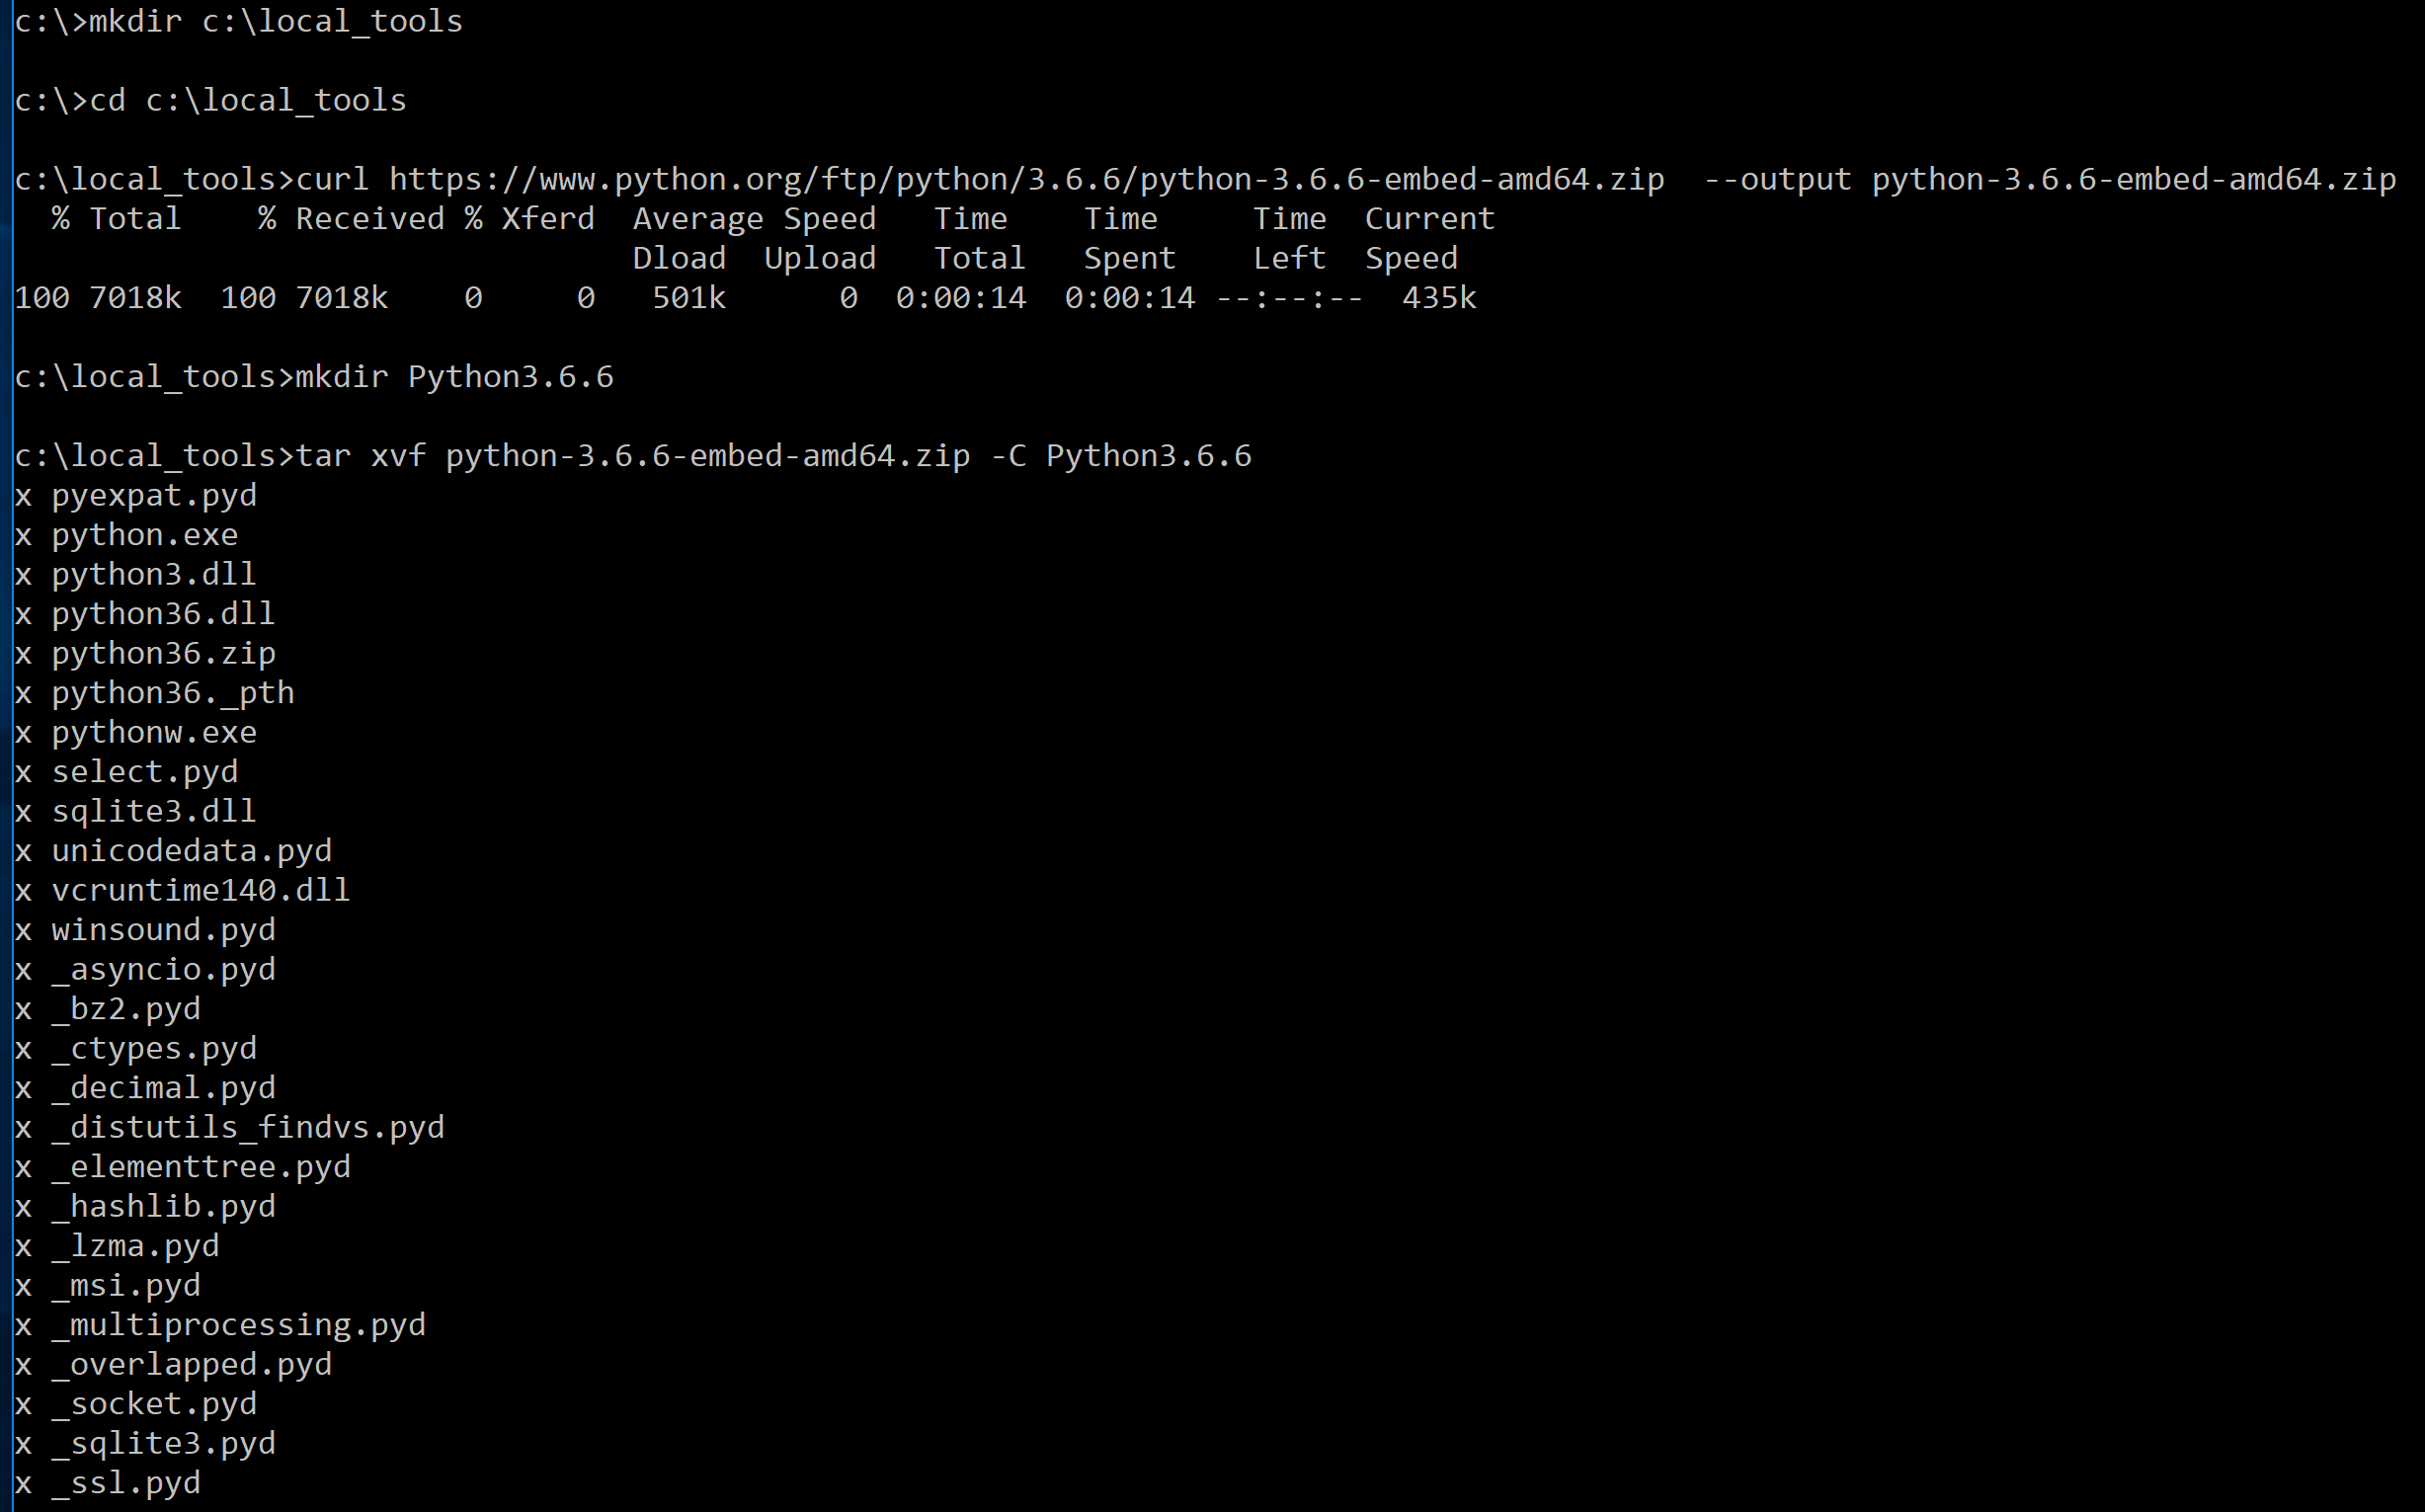 c:\>mkdir c:\local_tools
c:\>cd c:\local_tools
c:\local_tools>curl https://www.python.org/ftp/python/3.6.6/python-3.6.6-embed-amd64.zip  --output python-3.6.6-embed-amd64.zip
  % Total    % Received % Xferd  Average Speed   Time    Time     Time  Current
                                 Dload  Upload   Total   Spent    Left  Speed
100 7018k  100 7018k    0     0   501k      0  0:00:14  0:00:14 --:--:--  435k
c:\local_tools>mkdir Python3.6.6
c:\local_tools>tar xvf python-3.6.6-embed-amd64.zip -C Python3.6.6
x pyexpat.pyd
x python.exe
x python3.dll
x python36.dll
x python36.zip
x python36._pth
x pythonw.exe
x select.pyd
x sqlite3.dll
x unicodedata.pyd
x vcruntime140.dll
x winsound.pyd
x _asyncio.pyd
x _bz2.pyd
x _ctypes.pyd
x _decimal.pyd
x _distutils_findvs.pyd
x _elementtree.pyd
x _hashlib.pyd
x _lzma.pyd
x _msi.pyd
x _multiprocessing.pyd
x _overlapped.pyd
x _socket.pyd
x _sqlite3.pyd
x _ssl.pyd